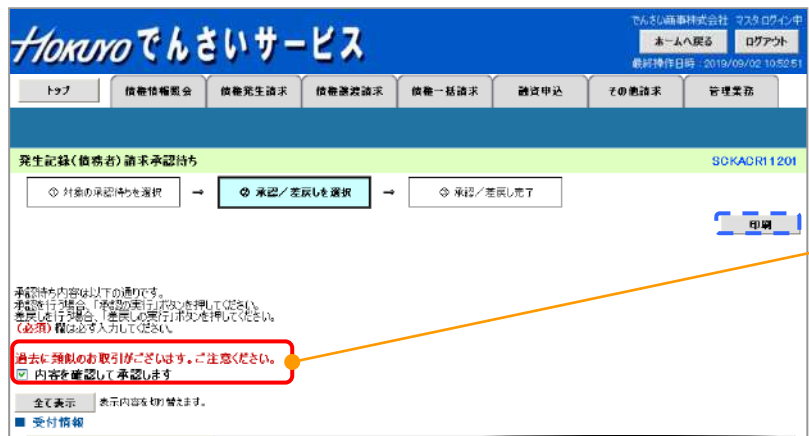 でんさい商事株式会社 マスタログイン中
HOKUYOでんさいサービス
ホームへ戻る ログアウト
最終操作日時：2019/09/02 10:52:51
トップ 債権情報照会 債権発生請求 債権譲渡請求 債権一括請求 融資申込 その他請求 管理業務
発生記録(債務者)請求承認待ち SCKACR11201
① 対象の承認待ちを選択 → ② 承認／差戻しを選択 → ③ 承認／差戻し完了
印刷
承認待ち内容は以下の通りです。
承認を行う場合、「承認の実行」ボタンを押してください。
差戻しを行う場合、「差戻しの実行」ボタンを押してください。
(必須)欄は必ず入力してください。
過去に類似のお取引がございます。ご注意ください。
内容を確認して承認します
全て表示 表示内容を切り替えます。
■ 受付情報